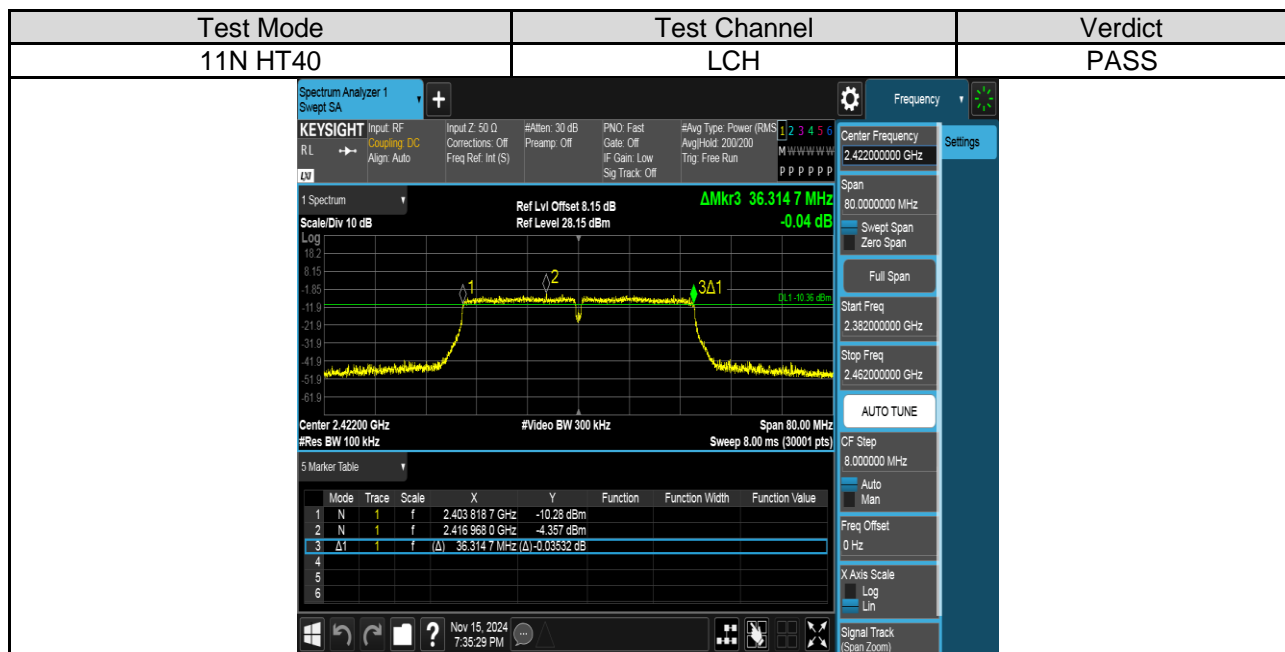 Test Mode Test Channel Verdict
11N HT40 LCH PASS
Spectrum Analyzer 1
Swept SA
+
Frequency
KEYSIGHT
RL
LXI
Input: RF
Coupling: DC
Align: Auto
Input Z: 50 Ω
Corrections: Off
Freq Ref: Int (S)
#Atten: 30 dB
Preamp: Off
PNO: Fast
Gate: Off
IF Gain: Low
Sig Track: Off
#Avg Type: Power (RMS
Avg|Hold: 200/200
Trig: Free Run
1 2 3 4 5 6
M W W W W W
P P P P P P
1 Spectrum
Scale/Div 10 dB
Ref Lvl Offset 8.15 dB
Ref Level 28.15 dBm
ΔMkr3 36.314 7 MHz
-0.04 dB
Log
18.2
8.15
-1.85
-11.9
-21.9
-31.9
-41.9
-51.9
-61.9
1
2
3Δ1
DL1 -10.36 dBm
Center 2.42200 GHz #Video BW 300 kHz Span 80.00 MHz
#Res BW 100 kHz Sweep 8.00 ms (30001 pts)
5 Marker Table
Mode Trace Scale X Y Function Function Width Function Value
1 N 1 f 2.403 818 7 GHz -10.28 dBm
2 N 1 f 2.416 968 0 GHz -4.357 dBm
3 Δ1 1 f (Δ) 36.314 7 MHz (Δ) -0.03532 dB
4
5
6
?
Nov 15, 2024
7:35:29 PM
Center Frequency
2.422000000 GHz
Settings
Span
80.0000000 MHz
Swept Span
Zero Span
Full Span
Start Freq
2.382000000 GHz
Stop Freq
2.462000000 GHz
AUTO TUNE
CF Step
8.000000 MHz
Auto
Man
Freq Offset
0 Hz
X Axis Scale
Log
Lin
Signal Track
(Span Zoom)